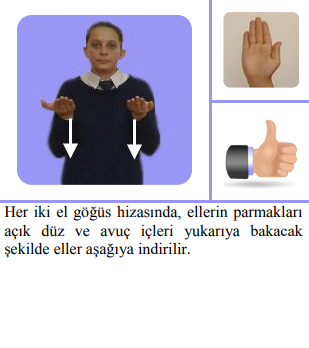 Her iki el göğüs hizasında, ellerin parmakları
açık düz ve avuç içleri yukarıya bakacak
şekilde eller aşağıya indirilir.